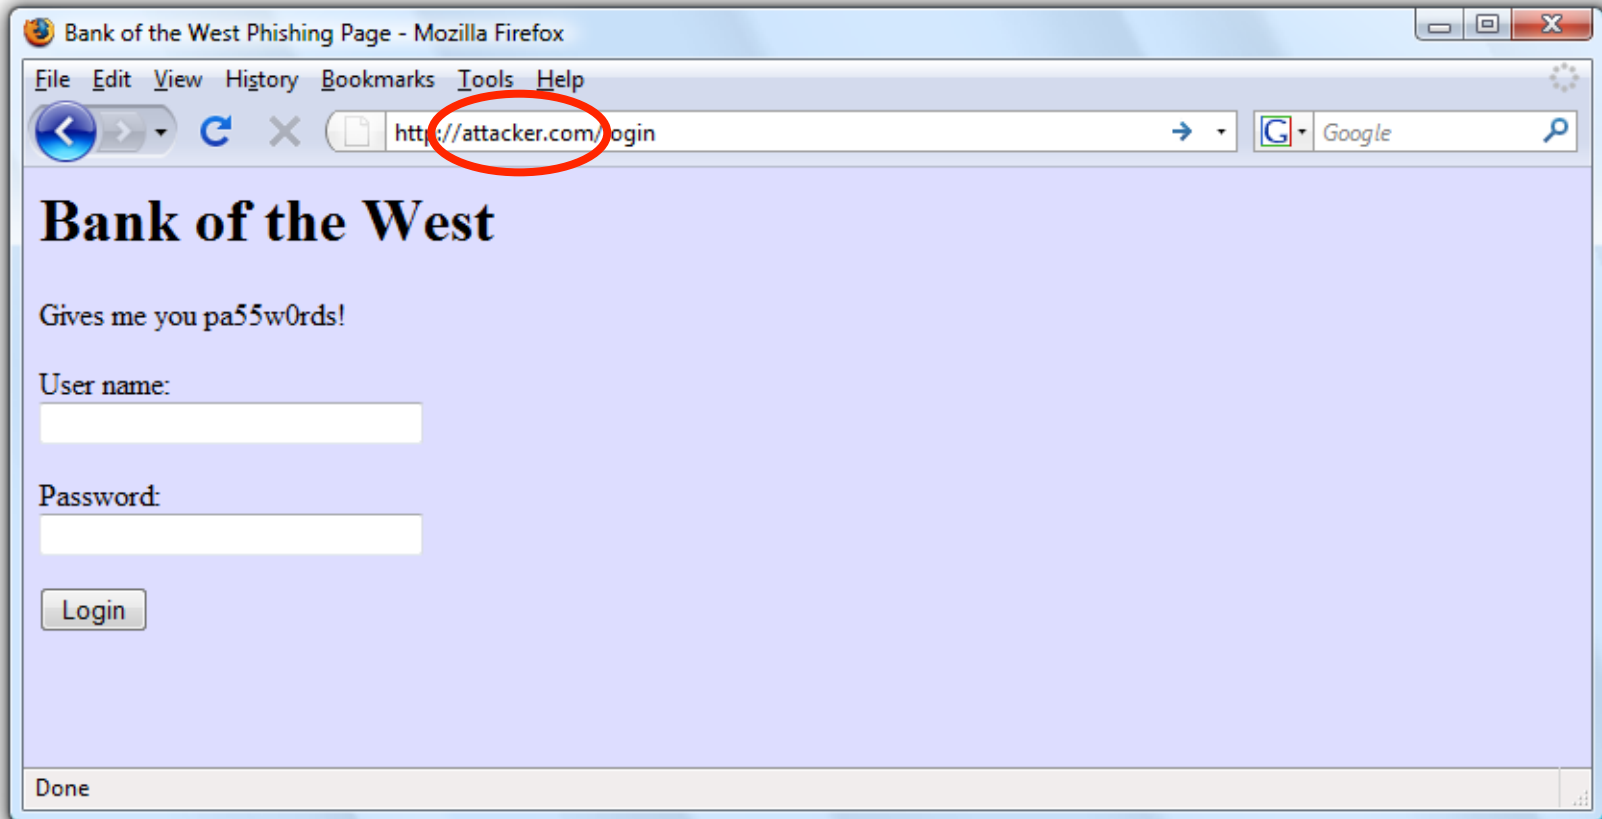 Bank of the West Phishing Page - Mozilla Firefox
File Edit View History Bookmarks Tools Help
http://attacker.com/login G Google
Bank of the West
Gives me you pa55w0rds!
User name:
Password:
Login
Done